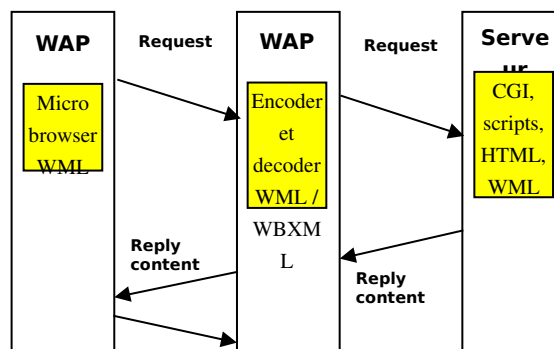 WAP
Request
WAP
Request
Serve
ur
Micro
browser
WML
Encoder
et
decoder
WML /
WBXM
L
CGI,
scripts,
HTML,
WML
Reply
content
Reply
content